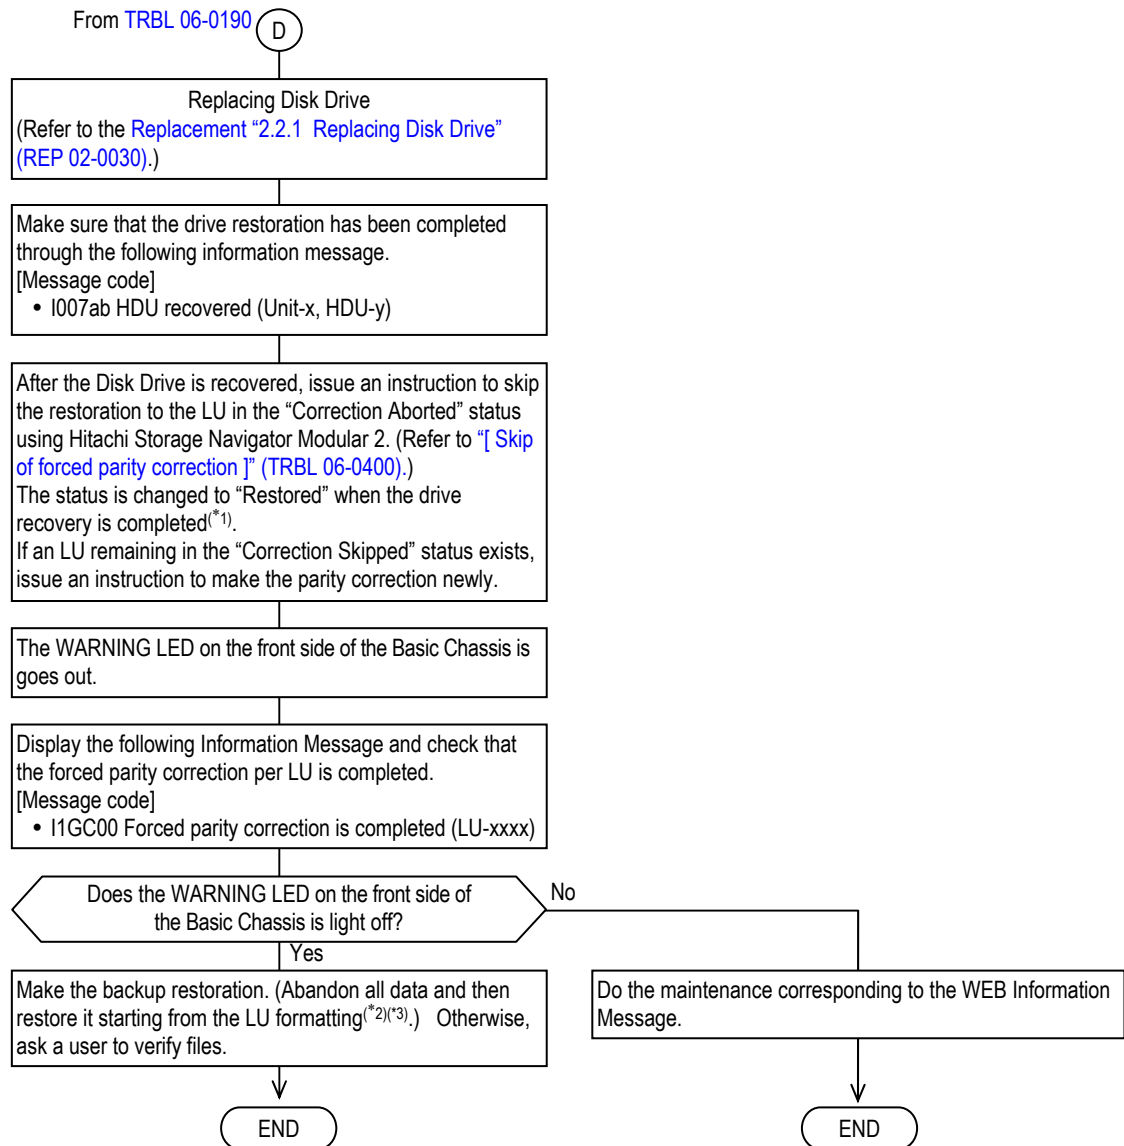 From TRBL 06-0190
D
Replacing Disk Drive
(Refer to the Replacement “2.2.1 Replacing Disk Drive”
(REP 02-0030).)
Make sure that the drive restoration has been completed
through the following information message.
[Message code]
• I007ab HDU recovered (Unit-x, HDU-y)
After the Disk Drive is recovered, issue an instruction to skip
the restoration to the LU in the “Correction Aborted” status
using Hitachi Storage Navigator Modular 2. (Refer to “[ Skip
of forced parity correction ]” (TRBL 06-0400).)
The status is changed to “Restored” when the drive
recovery is completed(*1).
If an LU remaining in the “Correction Skipped” status exists,
issue an instruction to make the parity correction newly.
The WARNING LED on the front side of the Basic Chassis is
goes out.
Display the following Information Message and check that
the forced parity correction per LU is completed.
[Message code]
• I1GC00 Forced parity correction is completed (LU-xxxx)
Does the WARNING LED on the front side of
the Basic Chassis is light off?
No
Yes
Make the backup restoration. (Abandon all data and then
restore it starting from the LU formatting(*2)(*3).) Otherwise,
ask a user to verify files.
Do the maintenance corresponding to the WEB Information
Message.
END
END